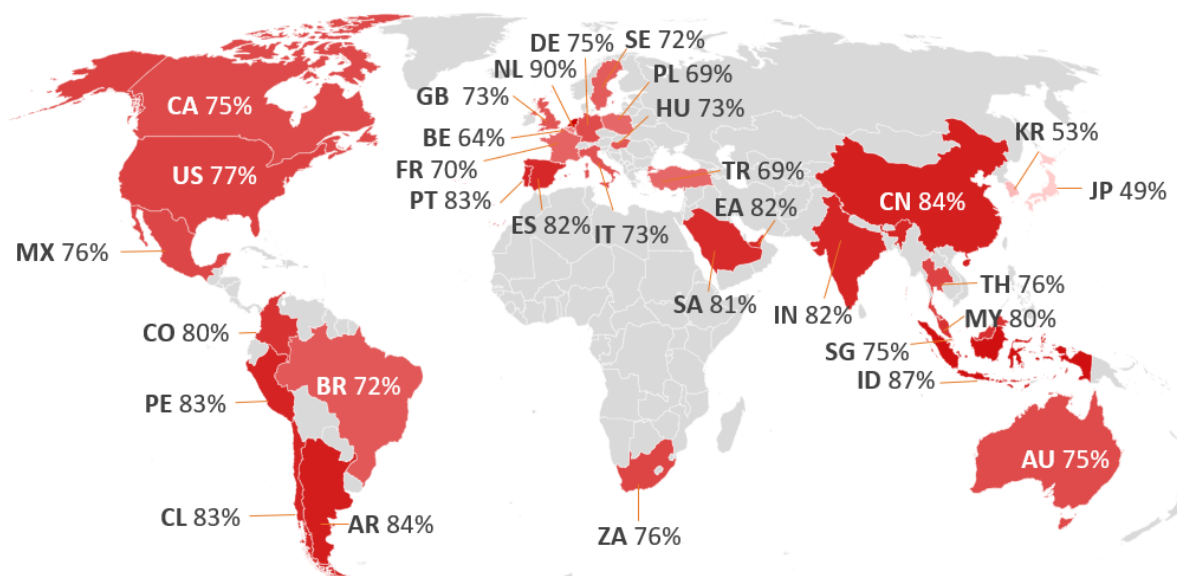 DE 75%
SE 72%
NL 90%
PL 69%
GB 73%
HU 73%
CA 75%
BE 64%
KR 53%
FR 70%
TR 69%
US 77%
PT 83%
JP 49%
EA 82%
CN 84%
ES 82%
IT 73%
MX 76%
SA 81%
IN 82%
TH 76%
MY 80%
CO 80%
SG 75%
BR 72%
ID 87%
PE 83%
AU 75%
CL 83%
AR 84%
ZA 76%